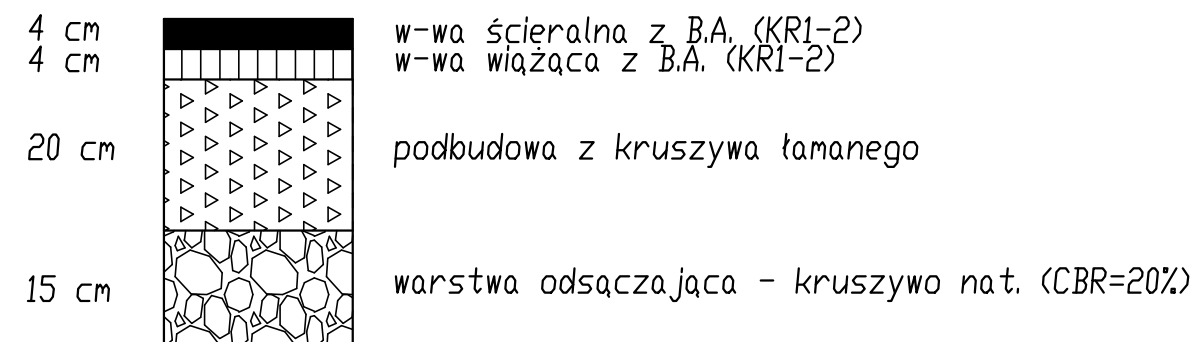 4 cm w-wa ścieralna z B.A. (KR1-2)
4 cm w-wa wiążąca z B.A. (KR1-2)
20 cm podbudowa z kruszywa łamanego
15 cm warstwa odsączająca - kruszywo nat. (CBR=20%)